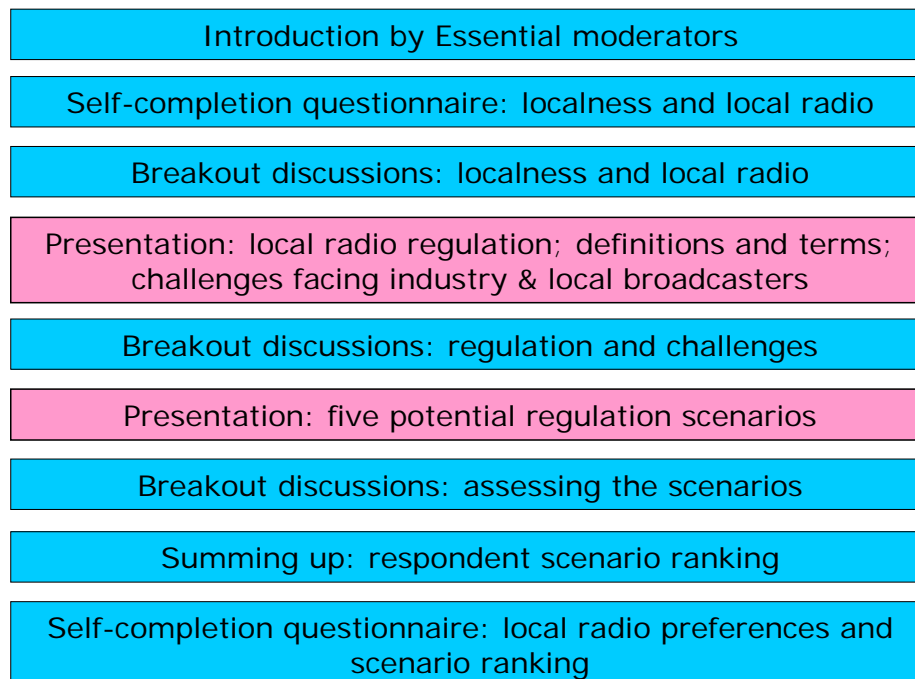 Introduction by Essential moderators
Self-completion questionnaire: localness and local radio
Breakout discussions: localness and local radio
Presentation: local radio regulation; definitions and terms;
challenges facing industry & local broadcasters
Breakout discussions: regulation and challenges
Presentation: five potential regulation scenarios
Breakout discussions: assessing the scenarios
Summing up: respondent scenario ranking
Self-completion questionnaire: local radio preferences and
scenario ranking